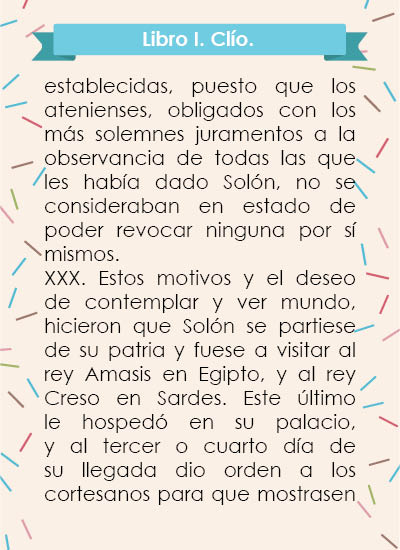 Libro I. Clío.
establecidas, puesto que los
atenienses, obligados con los
más solemnes juramentos a la
observancia de todas las que
les había dado Solón, no se
consideraban en estado de
poder revocar ninguna por sí
mismos.
XXX. Estos motivos y el deseo
de contemplar y ver mundo,
hicieron que Solón se partiese
de su patria y fuese a visitar al
rey Amasis en Egipto, y al rey
Creso en Sardes. Este último
le hospedó en su palacio,
y al tercer o cuarto día de
su llegada dio orden a los
cortesanos para que mostrasen